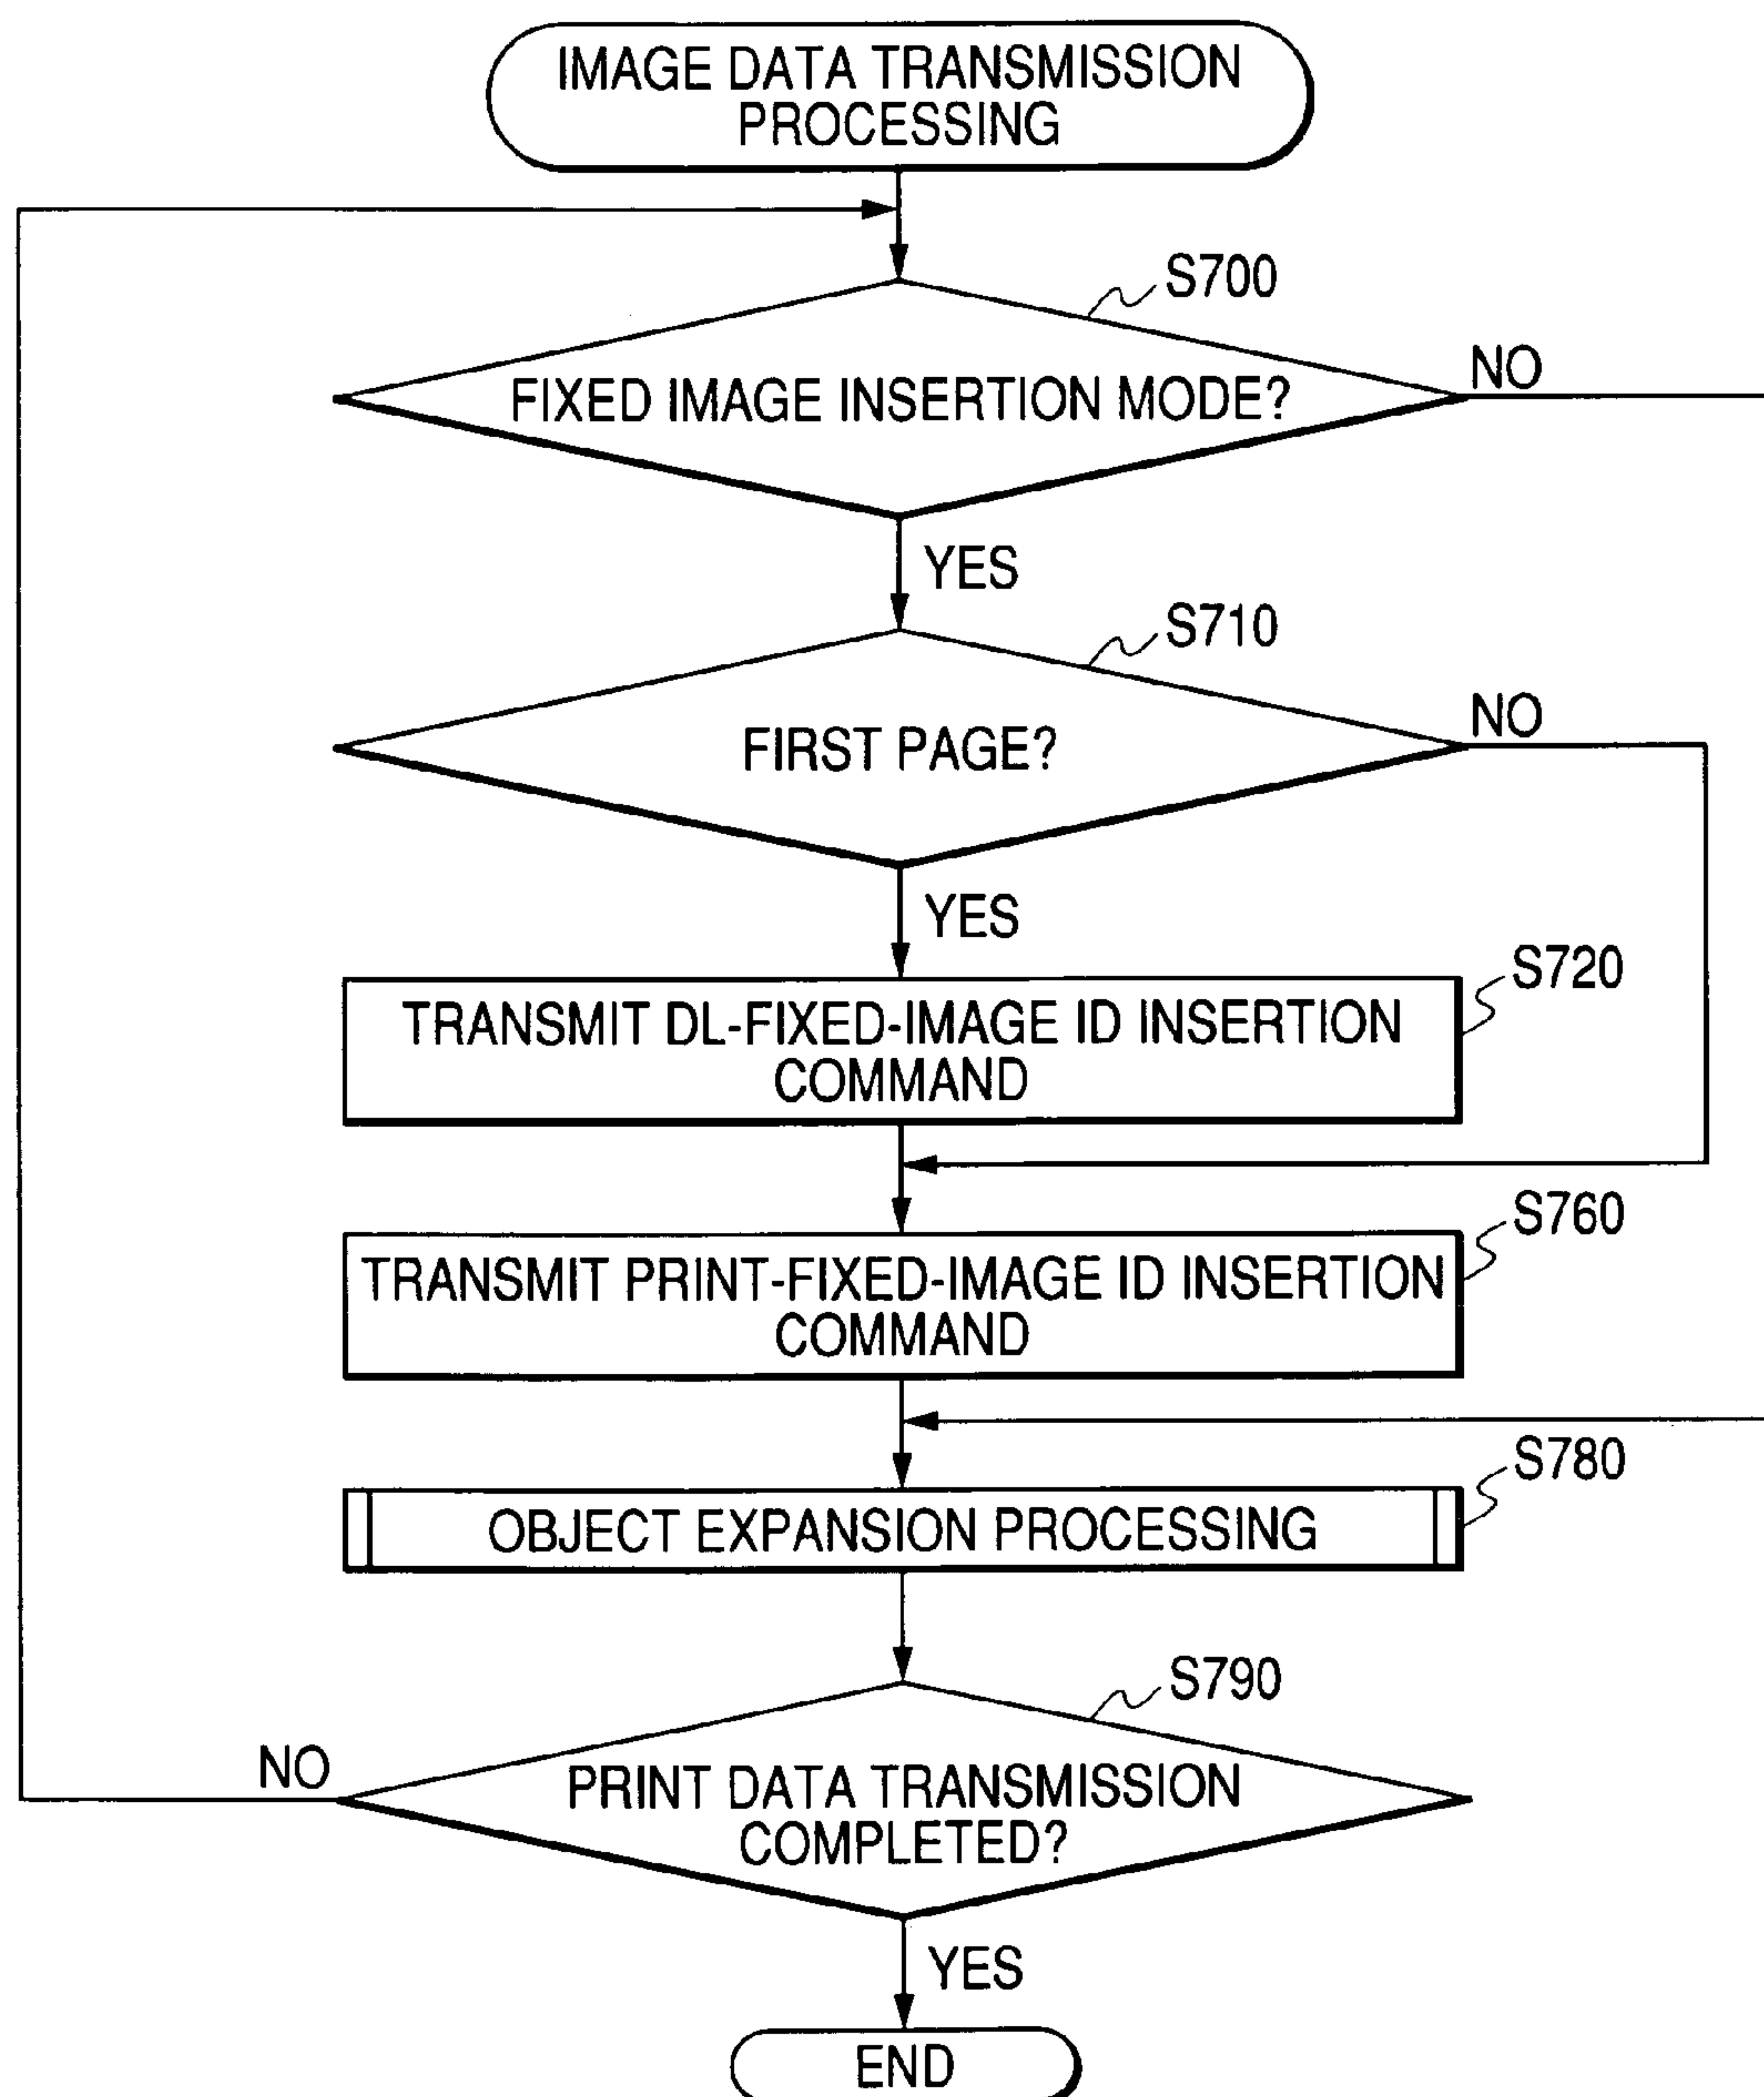 IMAGE DATA TRANSMISSION
PROCESSING
S700
FIXED IMAGE INSERTION MODE?
NO
YES
S710
FIRST PAGE?
NO
YES
S720
TRANSMIT DL-FIXED-IMAGE ID INSERTION
COMMAND
S760
TRANSMIT PRINT-FIXED-IMAGE ID INSERTION
COMMAND
S780
OBJECT EXPANSION PROCESSING
S790
NO
PRINT DATA TRANSMISSION
COMPLETED?
YES
END